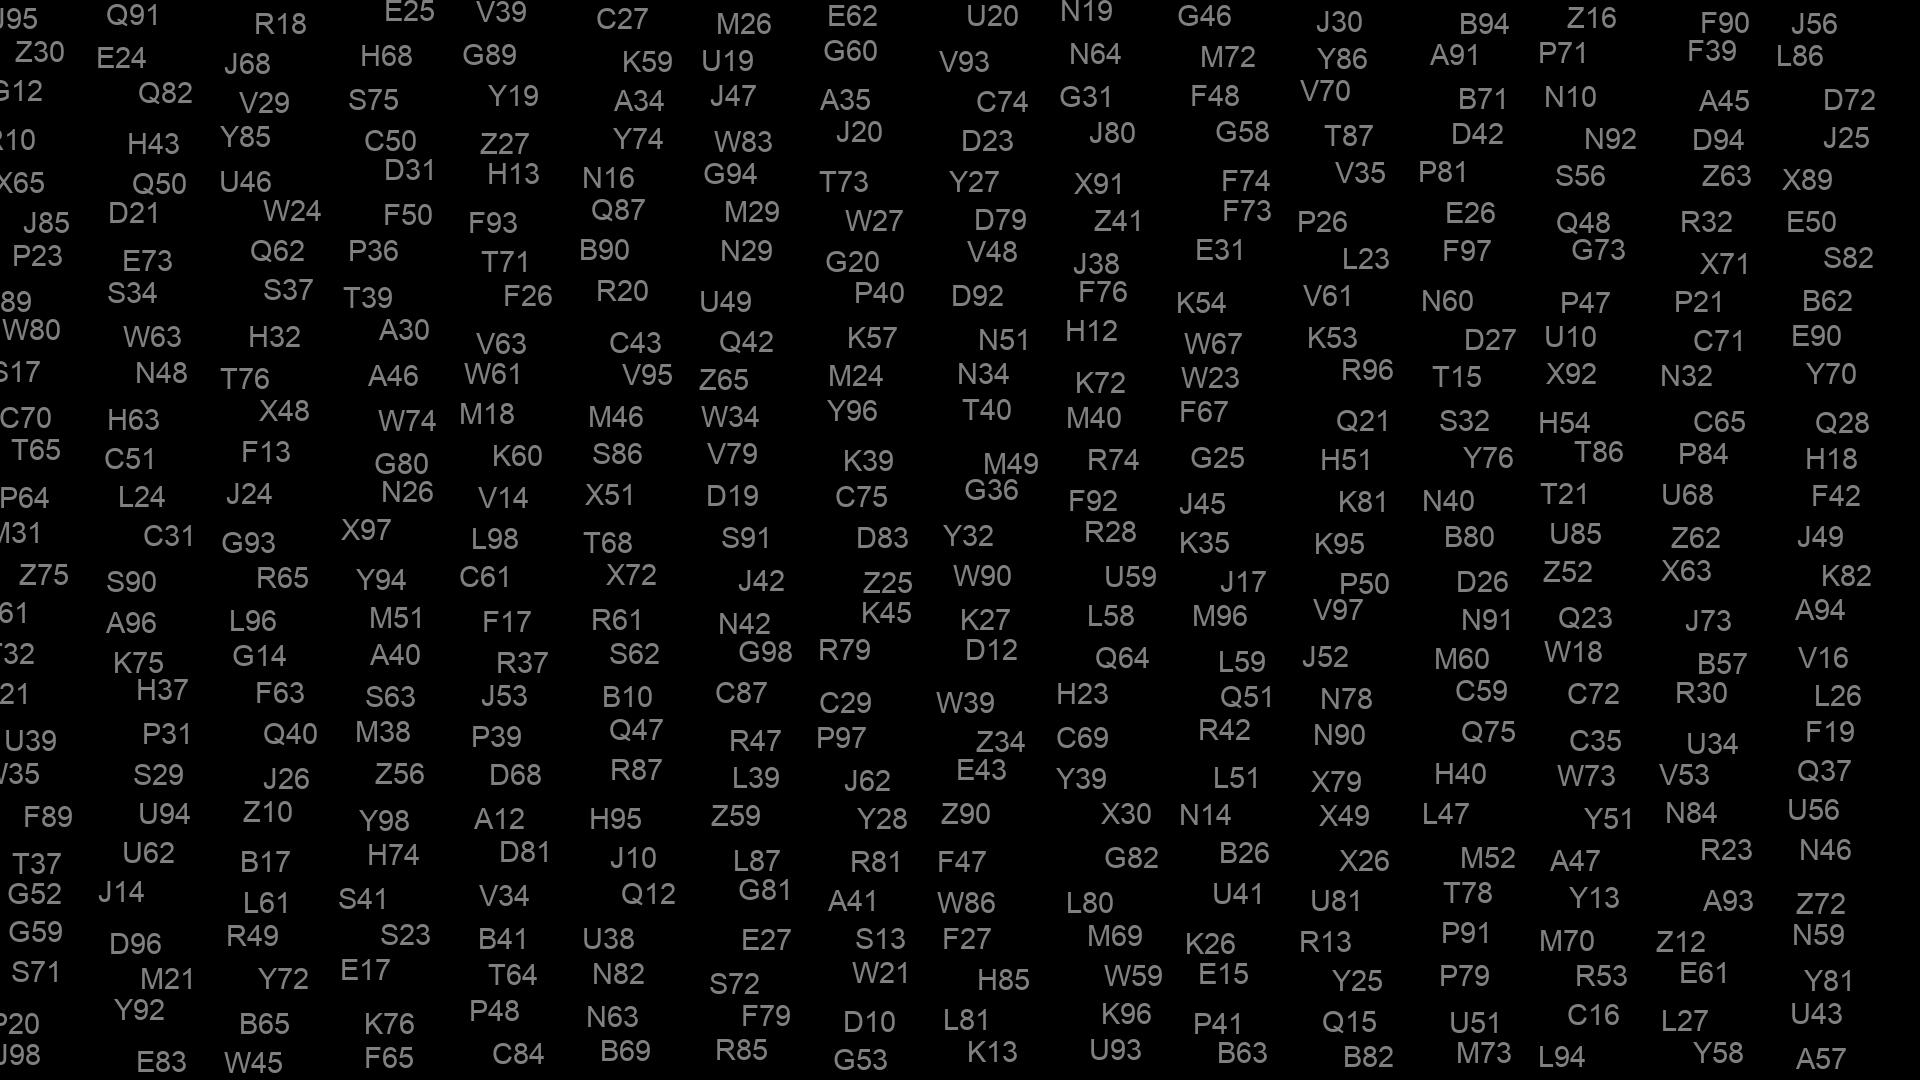 J95 Q91 R18 E25 V39 C27 M26 E62 U20 N19 G46 J30 B94 Z16 F90 J56
Z30 E24 J68 H68 G89 K59 U19 G60 V93 N64 M72 Y86 A91 P71 F39 L86
G12 Q82 V29 S75 Y19 A34 J47 A35 C74 G31 F48 V70 B71 N10 A45 D72
R10 H43 Y85 C50 Z27 Y74 W83 J20 D23 J80 G58 T87 D42 N92 D94 J25
X65 Q50 U46 D31 H13 N16 G94 T73 Y27 X91 F74 V35 P81 S56 Z63 X89
J85 D21 W24 F50 F93 Q87 M29 W27 D79 Z41 F73 P26 E26 Q48 R32 E50
P23 E73 Q62 P36 T71 B90 N29 G20 V48 J38 E31 L23 F97 G73 X71 S82
89 S34 S37 T39 F26 R20 U49 P40 D92 F76 K54 V61 N60 P47 P21 B62
W80 W63 H32 A30 V63 C43 Q42 K57 N51 H12 W67 K53 D27 U10 C71 E90
S17 N48 T76 A46 W61 V95 Z65 M24 N34 K72 W23 R96 T15 X92 N32 Y70
C70 H63 X48 W74 M18 M46 W34 Y96 T40 M40 F67 Q21 S32 H54 C65 Q28
T65 C51 F13 G80 K60 S86 V79 K39 M49 R74 G25 H51 Y76 T86 P84 H18
P64 L24 J24 N26 V14 X51 D19 C75 G36 F92 J45 K81 N40 T21 U68 F42
M31 C31 G93 X97 L98 T68 S91 D83 Y32 R28 K35 K95 B80 U85 Z62 J49
Z75 S90 R65 Y94 C61 X72 J42 Z25 W90 U59 J17 P50 D26 Z52 X63 K82
61 A96 L96 M51 F17 R61 N42 K45 K27 L58 M96 V97 N91 Q23 J73 A94
32 K75 G14 A40 R37 S62 G98 R79 D12 Q64 L59 J52 M60 W18 B57 V16
21 H37 F63 S63 J53 B10 C87 C29 W39 H23 Q51 N78 C59 C72 R30 L26
U39 P31 Q40 M38 P39 Q47 R47 P97 Z34 C69 R42 N90 Q75 C35 U34 F19
W35 S29 J26 Z56 D68 R87 L39 J62 E43 Y39 L51 X79 H40 W73 V53 Q37
F89 U94 Z10 Y98 A12 H95 Z59 Y28 Z90 X30 N14 X49 L47 Y51 N84 U56
T37 U62 B17 H74 D81 J10 L87 R81 F47 G82 B26 X26 M52 A47 R23 N46
G52 J14 L61 S41 V34 Q12 G81 A41 W86 L80 U41 U81 T78 Y13 A93 Z72
G59 D96 R49 S23 B41 U38 E27 S13 F27 M69 K26 R13 P91 M70 Z12 N59
S71 M21 Y72 E17 T64 N82 S72 W21 H85 W59 E15 Y25 P79 R53 E61 Y81
P20 Y92 B65 K76 P48 N63 F79 D10 L81 K96 P41 Q15 U51 C16 L27 U43
J98 E83 W45 F65 C84 B69 R85 G53 K13 U93 B63 B82 M73 L94 Y58 A57